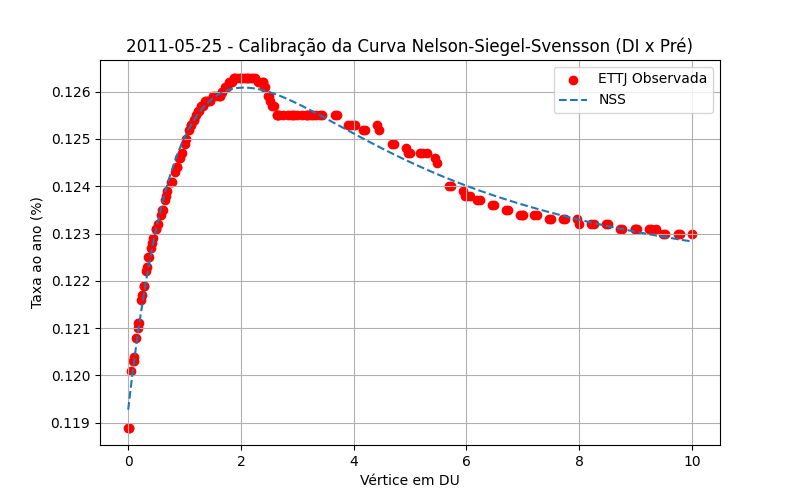 2011-05-25 - Calibração da Curva Nelson-Siegel-Svensson (DI x Pré)
ETTJ Observada
NSS
Taxa ao ano (%)
0.126
0.125
0.124
0.123
0.122
0.121
0.120
0.119
0 2 4 6 8 10
Vértice em DU